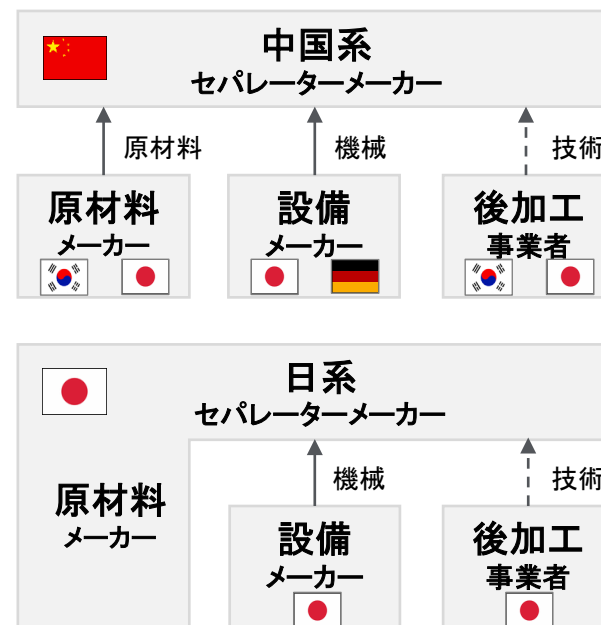 中国系
セパレーターメーカー
原材料
機械
技術
原材料
メーカー
設備
メーカー
後加工
事業者
日系
セパレーターメーカー
機械
技術
原材料
メーカー
設備
メーカー
後加工
事業者